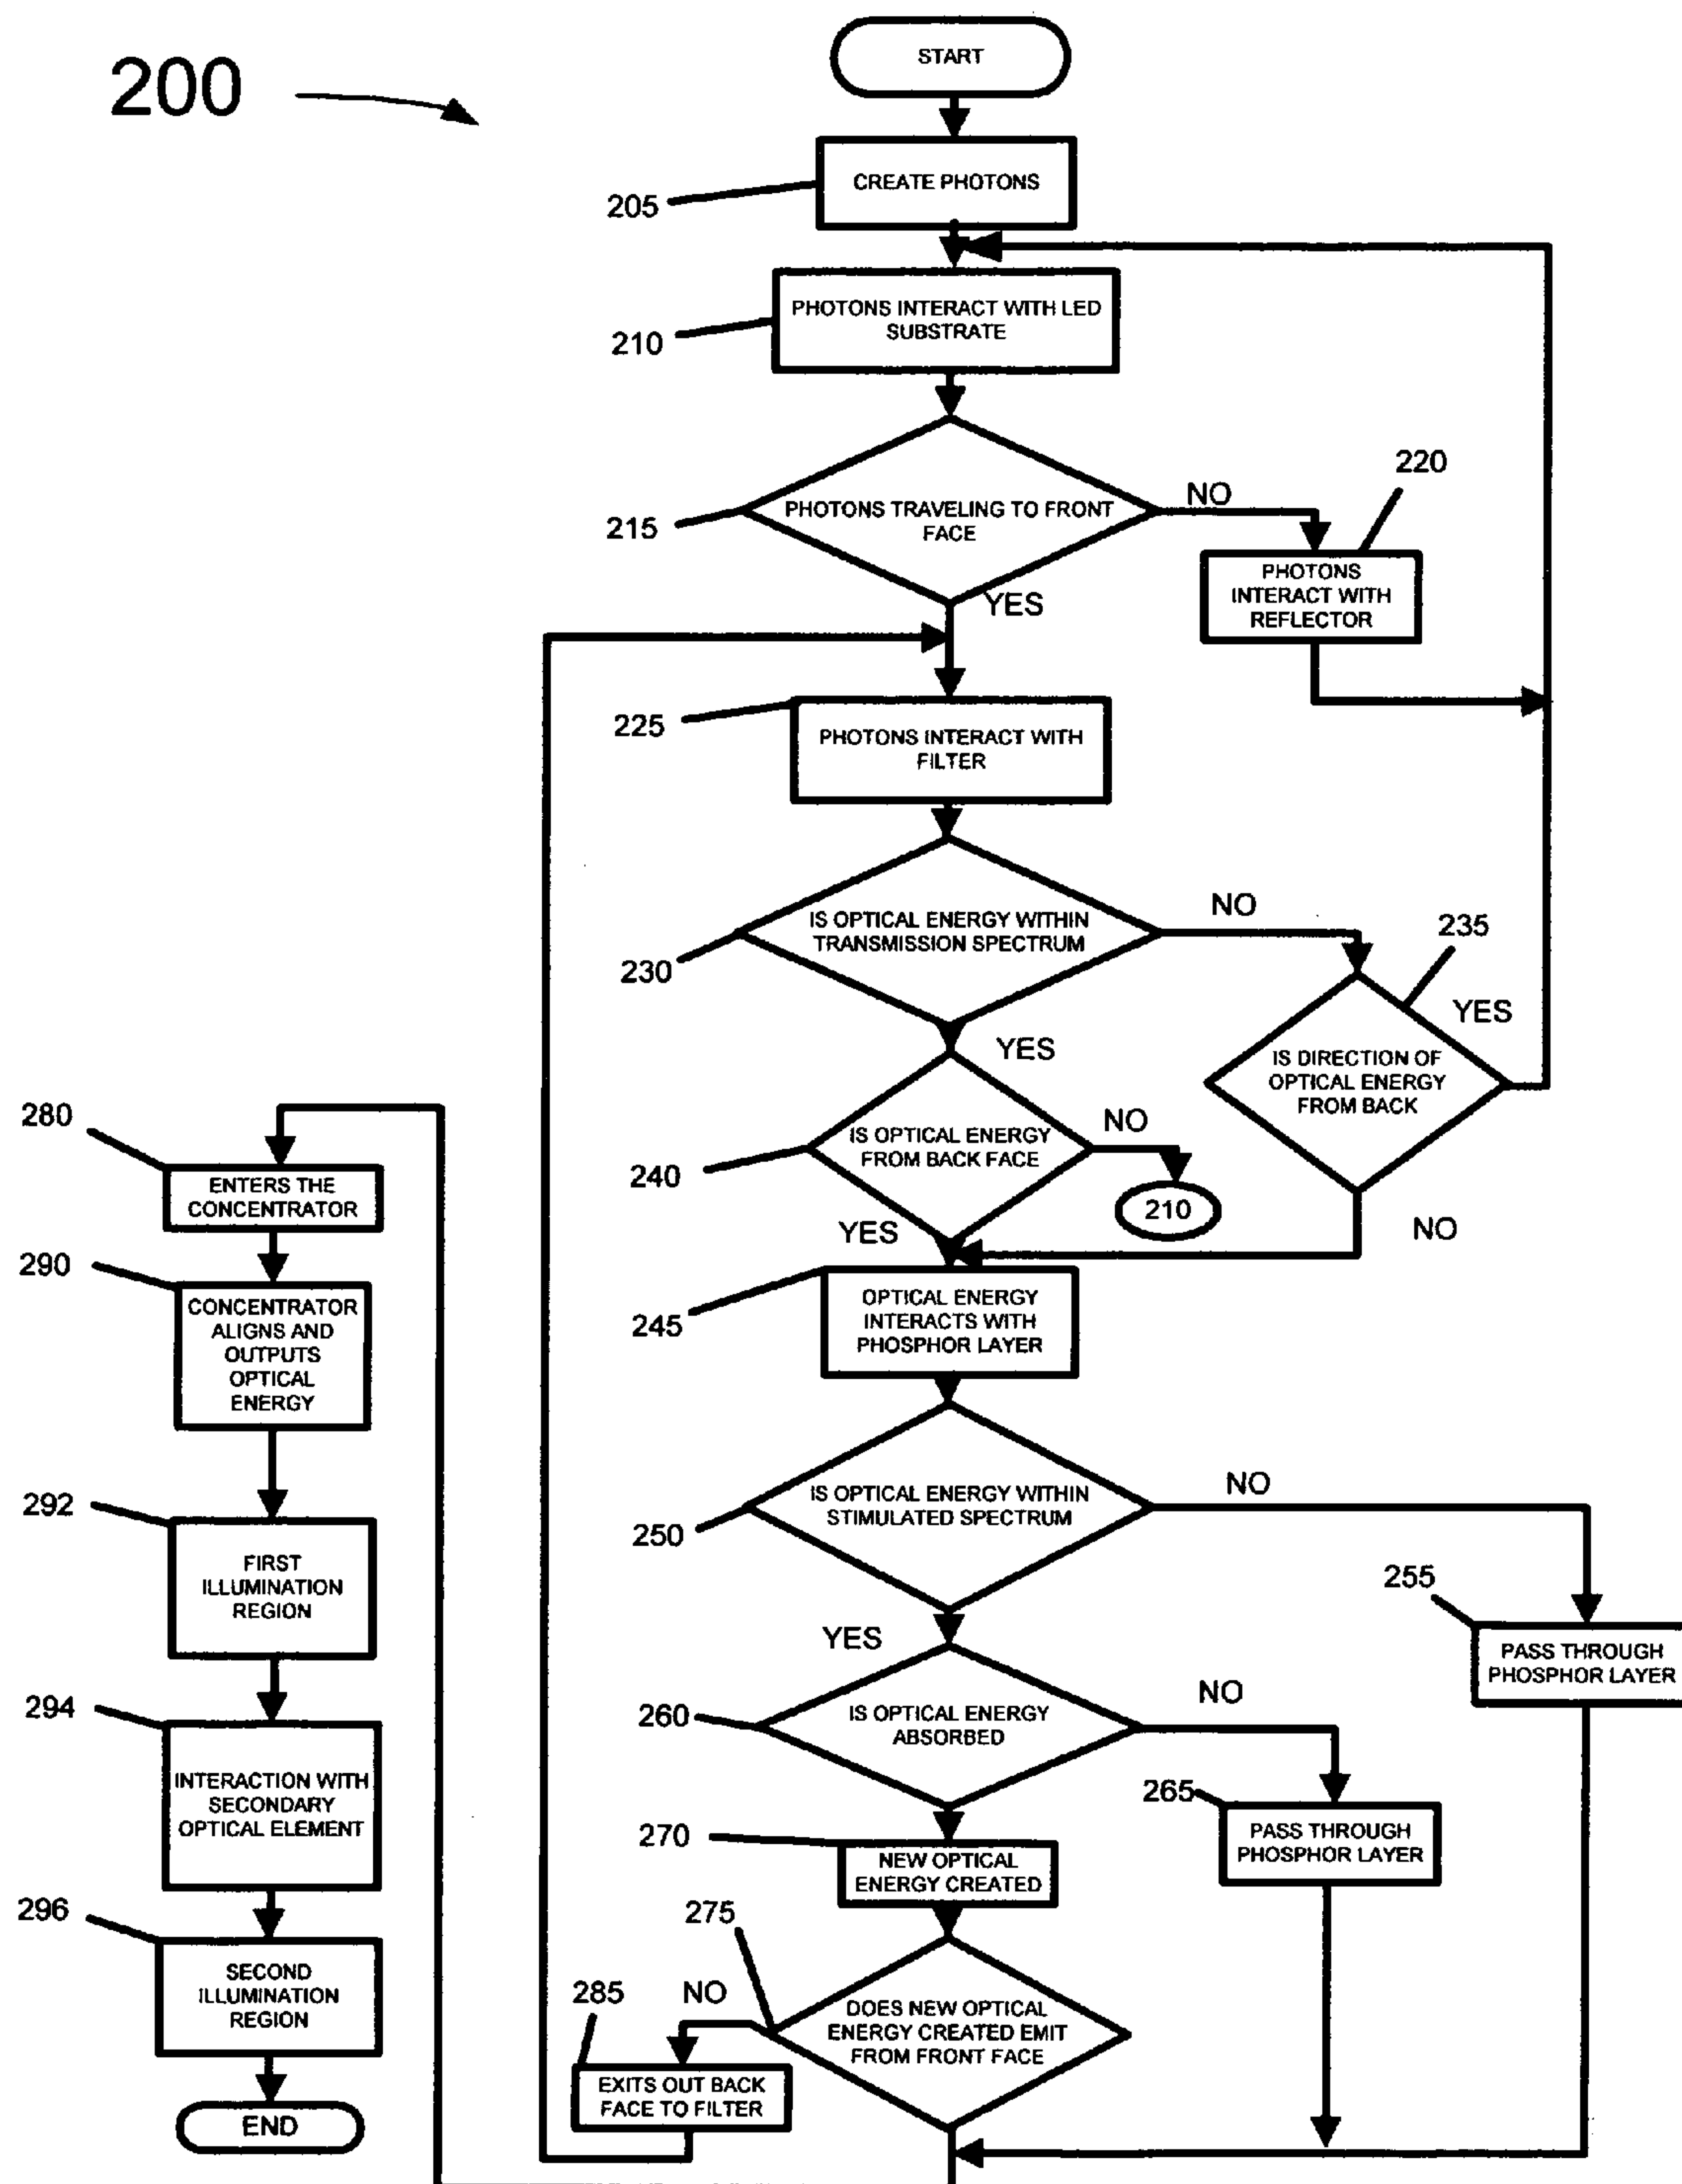 200
START
CREATE PHOTONS
205
PHOTONS INTERACT WITH LED
SUBSTRATE
210
PHOTONS TRAVELING TO FRONT
FACE
215
NO
220
PHOTONS
INTERACT WITH
REFLECTOR
YES
225
PHOTONS INTERACT WITH
FILTER
IS OPTICAL ENERGY WITHIN
TRANSMISSION SPECTRUM
230
NO
235
YES
IS DIRECTION OF
OPTICAL ENERGY
FROM BACK
NO
YES
IS OPTICAL ENERGY
FROM BACK FACE
240
NO
210
YES
245
OPTICAL ENERGY
INTERACTS WITH
PHOSPHOR LAYER
IS OPTICAL ENERGY WITHIN
STIMULATED SPECTRUM
250
NO
255
PASS THROUGH
PHOSPHOR LAYER
YES
260
IS OPTICAL ENERGY
ABSORBED
NO
265
PASS THROUGH
PHOSPHOR LAYER
270
NEW OPTICAL
ENERGY CREATED
275
DOES NEW OPTICAL
ENERGY CREATED EMIT
FROM FRONT FACE
NO
285
EXITS OUT BACK
FACE TO FILTER
280
ENTERS THE
CONCENTRATOR
290
CONCENTRATOR
ALIGNS AND
OUTPUTS
OPTICAL
ENERGY
292
FIRST
ILLUMINATION
REGION
294
INTERACTION WITH
SECONDARY
OPTICAL ELEMENT
296
SECOND
ILLUMINATION
REGION
END